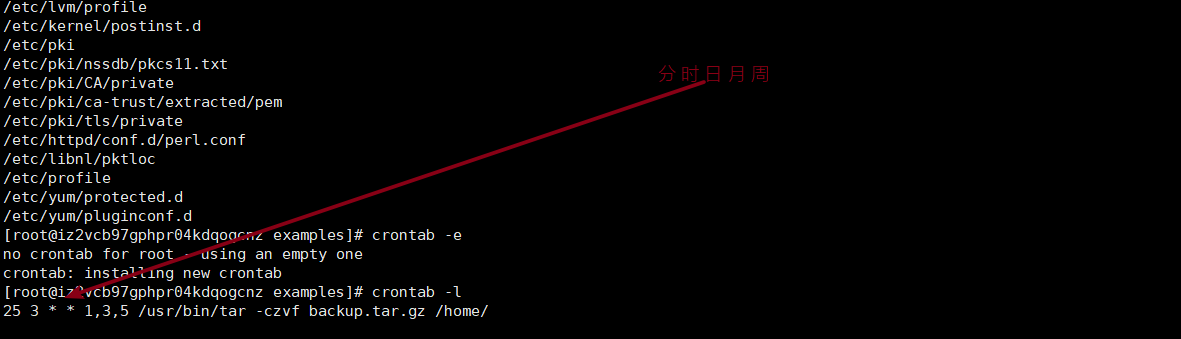 /etc/lvm/profile
/etc/kernel/postinst.d
/etc/pki
/etc/pki/nssdb/pkcs11.txt
分 时 日 月 周
/etc/pki/CA/private
/etc/pki/ca-trust/extracted/pem
/etc/pki/tls/private
/etc/httpd/conf.d/perl.conf
/etc/libnl/pktloc
/etc/profile
/etc/yum/protected.d
/etc/yum/pluginconf.d
[root@iz2vcb97gphpr04kdqogcnz examples]# crontab -e
no crontab for root - using an empty one
crontab: installing new crontab
[root@iz2vcb97gphpr04kdqogcnz examples]# crontab -l
25 3 * * 1,3,5 /usr/bin/tar -czvf backup.tar.gz /home/